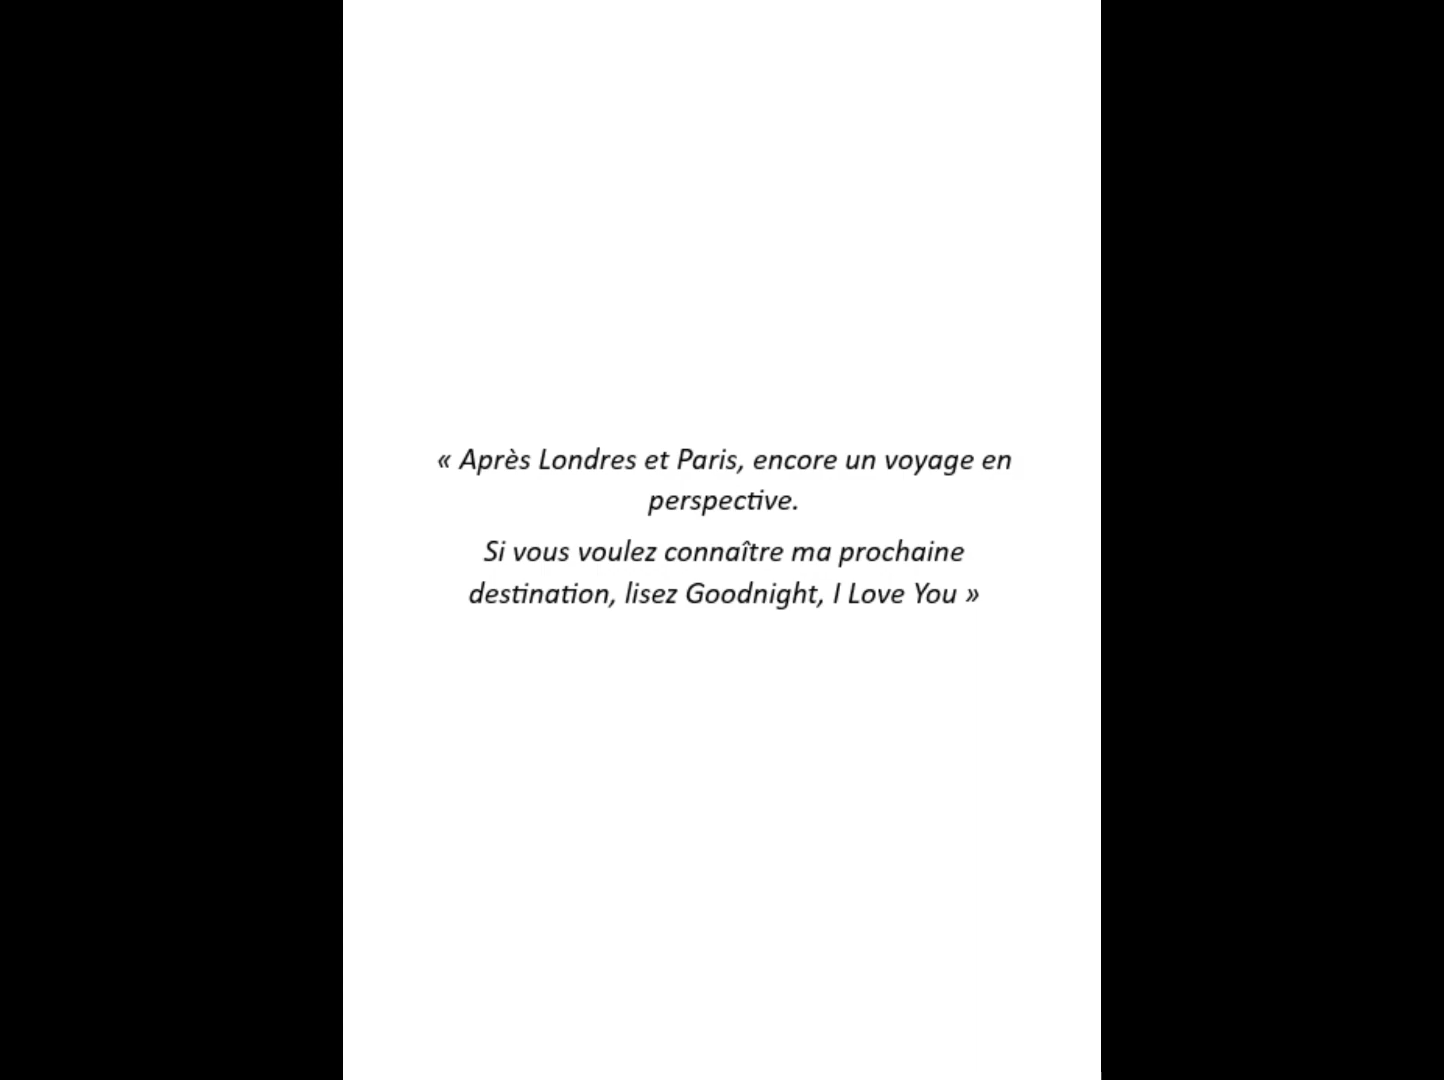 « Après Londres et Paris, encore un voyage en
perspective.
Si vous voulez connaître ma prochaine
destination, lisez Goodnight, I Love You »